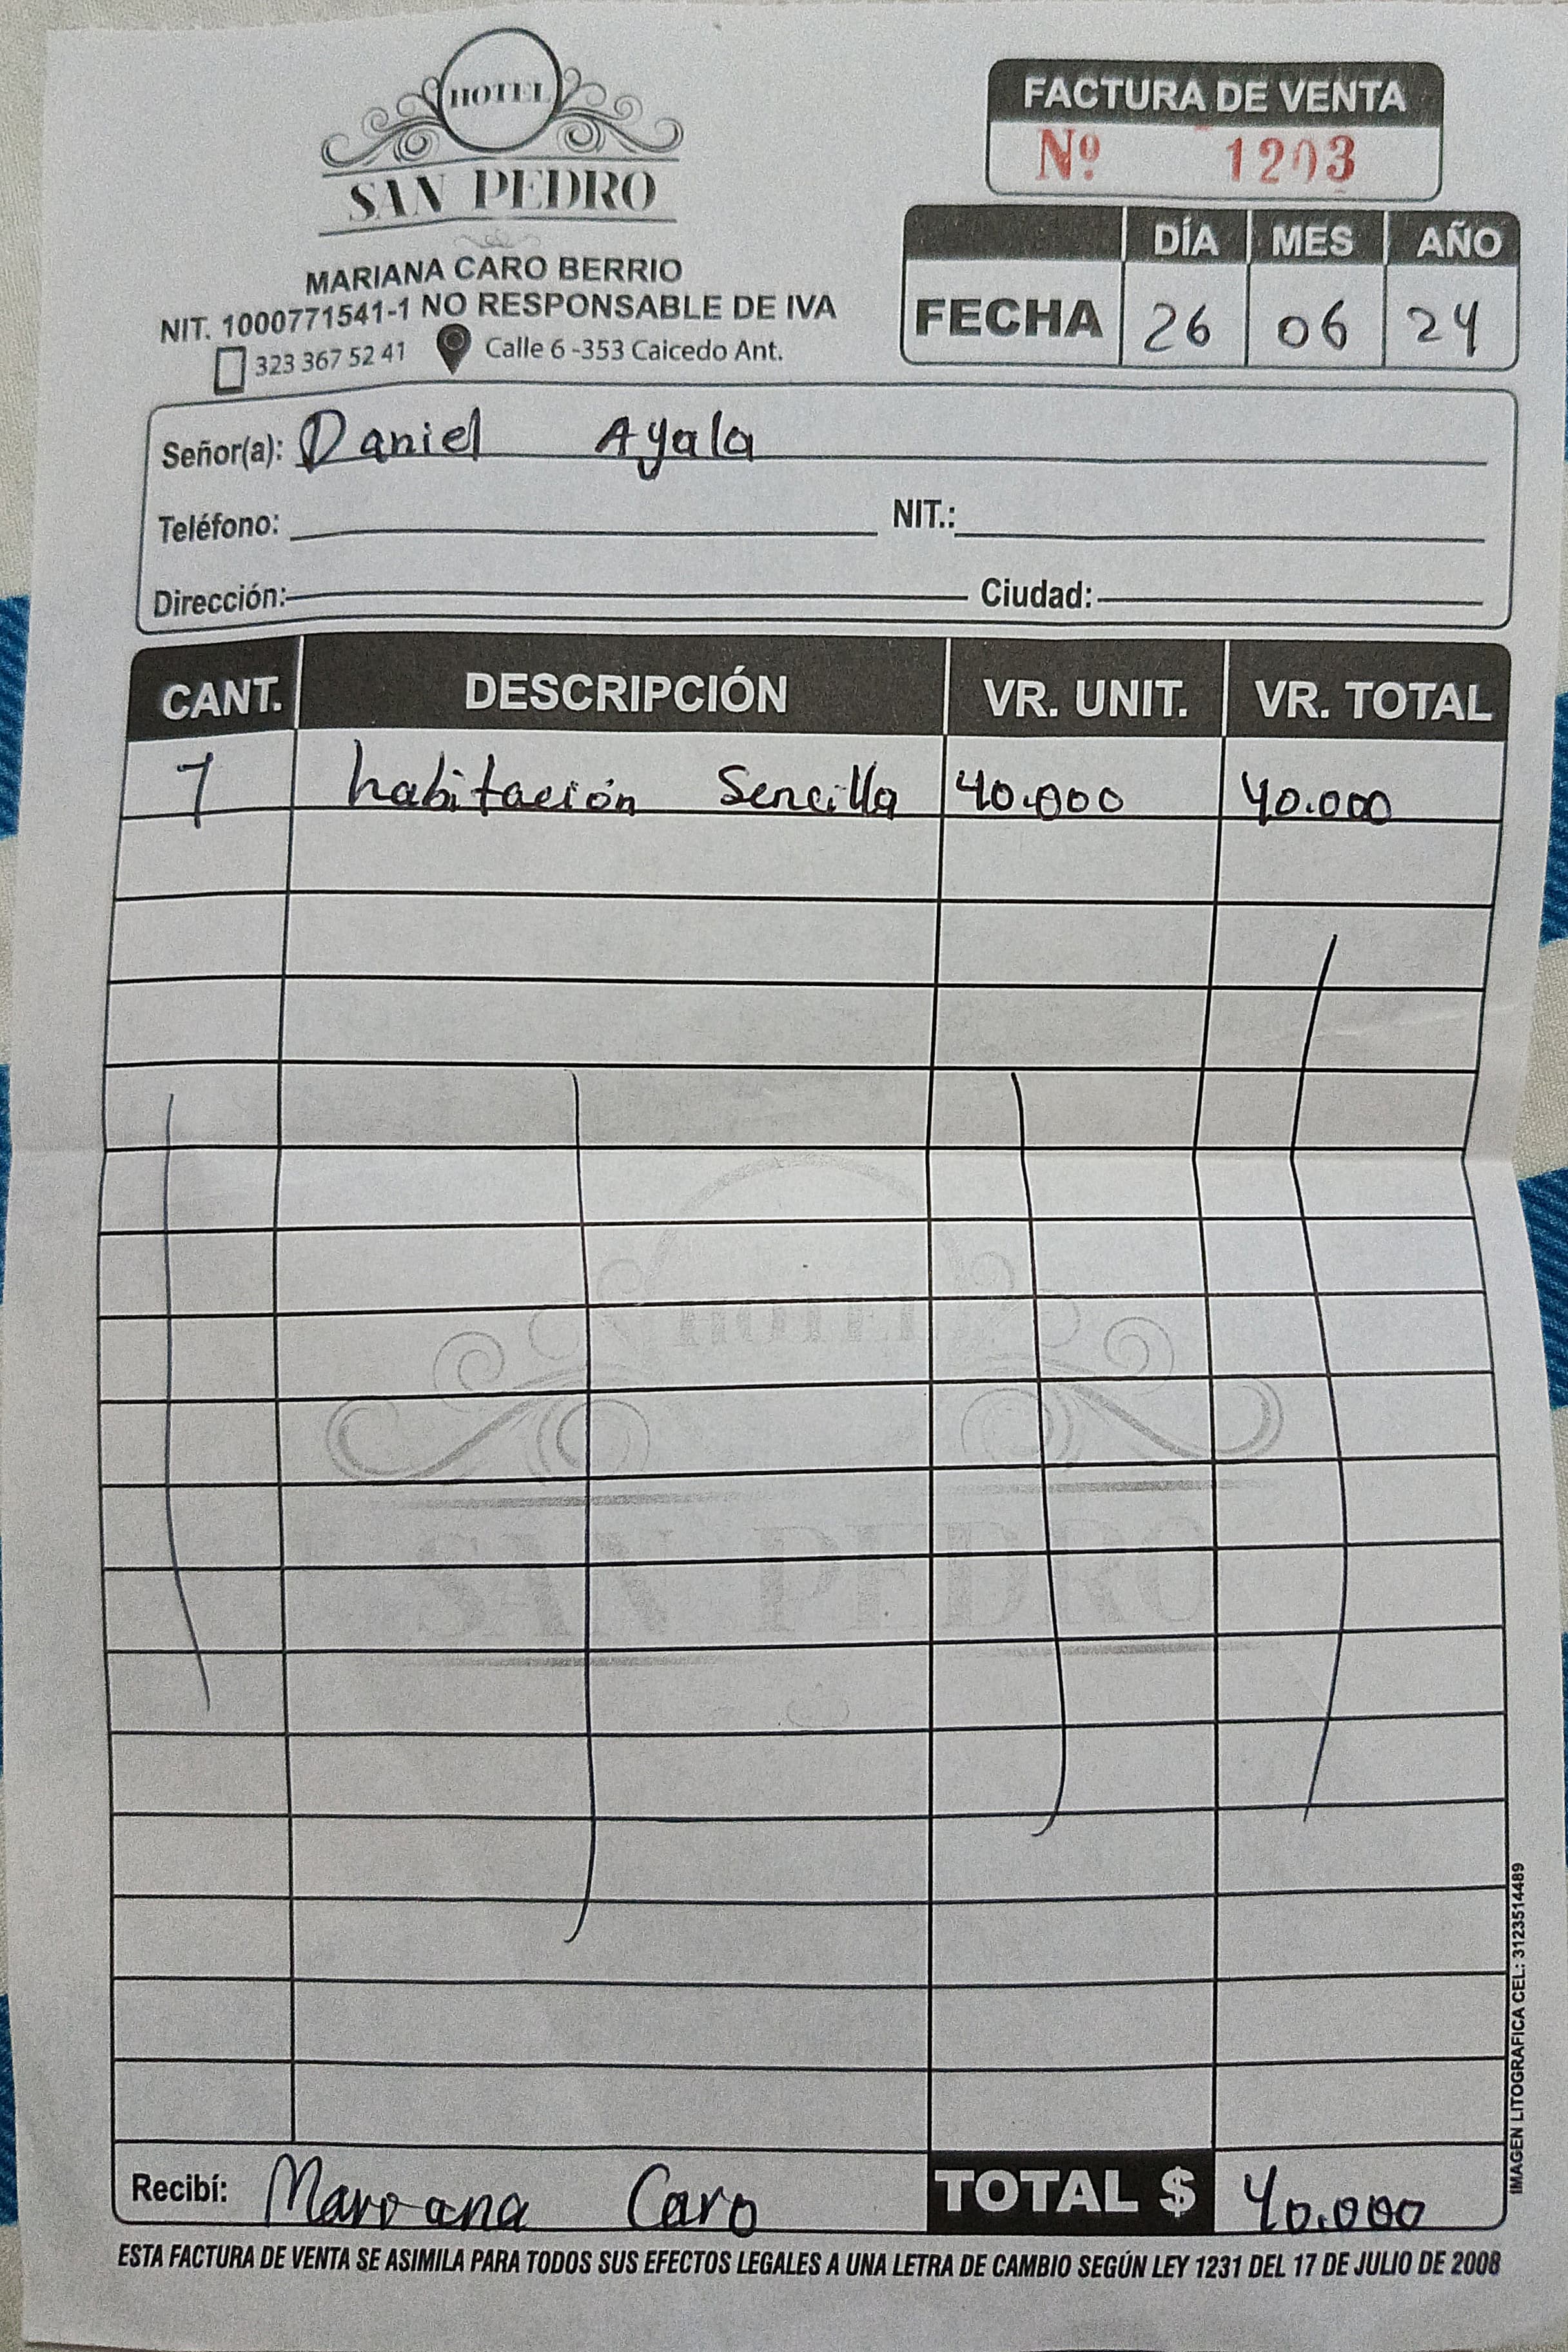 HOTEL
SAN PEDRO
MARIANA CARO BERRIO
NIT. 1000771541-1 NO RESPONSABLE DE IVA
323 367 52 41 Calle 6 -353 Caicedo Ant.
FACTURA DE VENTA
Nº 1203
DÍA MES AÑO
FECHA 26 06 24
Señor(a): Daniel Ayala
Teléfono: NIT.:
Dirección: Ciudad:
CANT. DESCRIPCIÓN VR. UNIT. VR. TOTAL
1 habitación Sencilla 40.000 40.000
HOTEL
SAN PEDRO
Recibí: Mariana Caro TOTAL $ 40.000
ESTA FACTURA DE VENTA SE ASIMILA PARA TODOS SUS EFECTOS LEGALES A UNA LETRA DE CAMBIO SEGÚN LEY 1231 DEL 17 DE JULIO DE 2008
IMAGEN LITOGRAFICA CEL: 3123514489